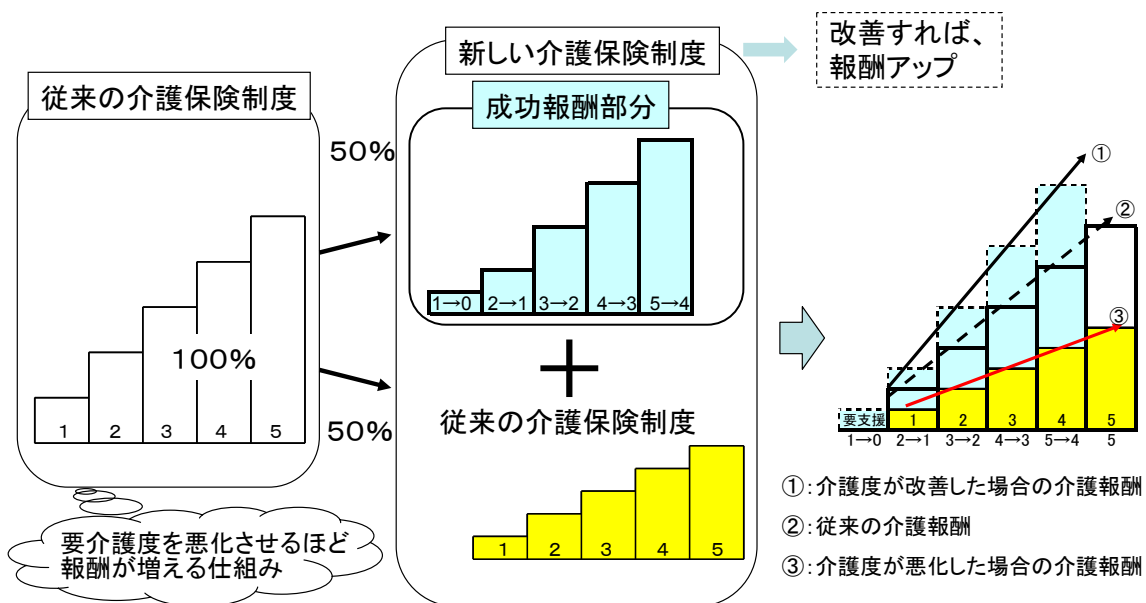 従来の介護保険制度
100%
1 2 3 4 5
要介護度を悪化させるほど
報酬が増える仕組み
50%
50%
新しい介護保険制度
成功報酬部分
1→0 2→1 3→2 4→3 5→4
＋
従来の介護保険制度
1 2 3 4 5
改善すれば、
報酬アップ
①
②
③
要支援 1 2 3 4 5
1→0 2→1 3→2 4→3 5→4 5
①:介護度が改善した場合の介護報酬
②:従来の介護報酬
③:介護度が悪化した場合の介護報酬